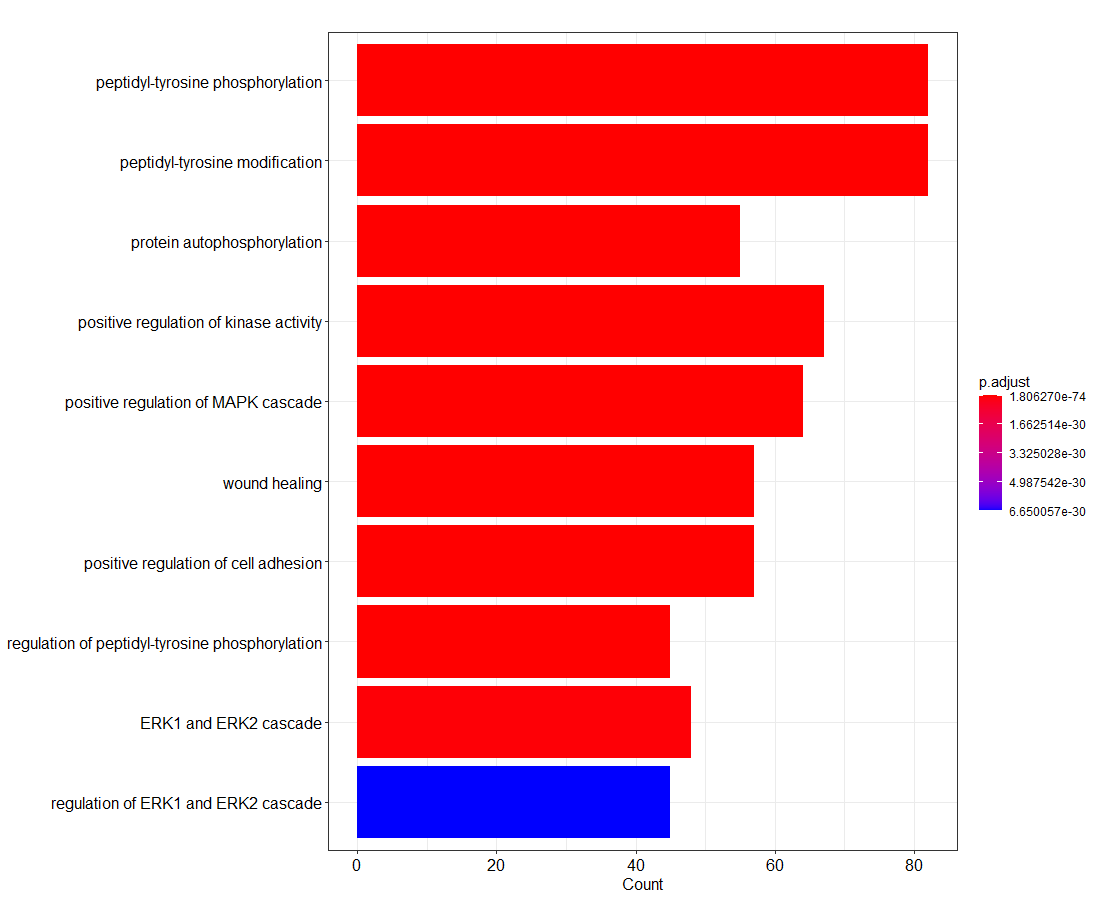 peptidyl-tyrosine phosphorylation
peptidyl-tyrosine modification
protein autophosphorylation
positive regulation of kinase activity
positive regulation of MAPK cascade
wound healing
positive regulation of cell adhesion
regulation of peptidyl-tyrosine phosphorylation
ERK1 and ERK2 cascade
regulation of ERK1 and ERK2 cascade
0 20 40 60 80
Count
p.adjust
1.806270e-74
1.662514e-30
3.325028e-30
4.987542e-30
6.650057e-30